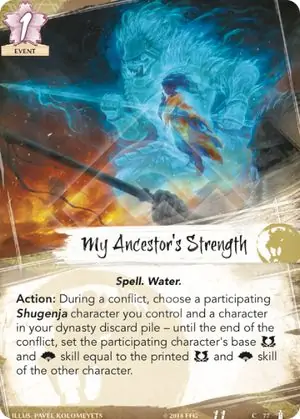 1
EVENT
My Ancestor's Strength
Spell. Water.
Action: During a conflict, choose a participating
Shugenja character you control and a character
in your dynasty discard pile – until the end of the
conflict, set the participating character's base
and skill equal to the printed and skill
of the other character.
ILLUS. PAVEL KOLOMEYETS
©2018 FFG
11
C 77